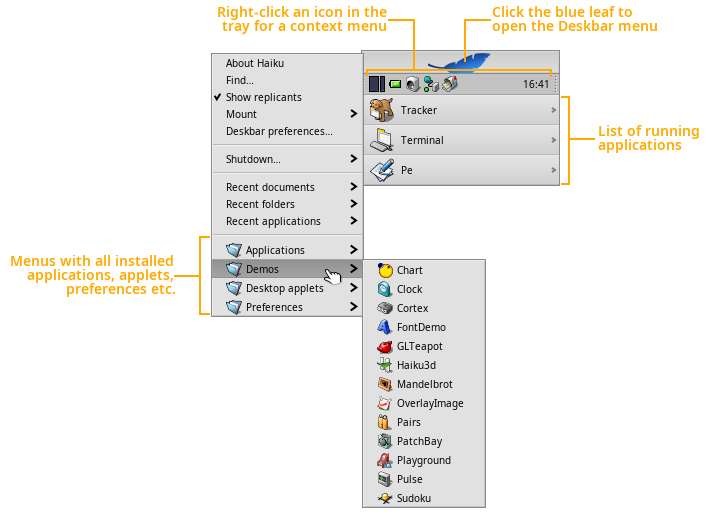 Right-click an icon in the
tray for a context menu
Click the blue leaf to
open the Deskbar menu
About Haiku
Find...
Show replicants
Mount
Deskbar preferences...
Shutdown...
Recent documents
Recent folders
Recent applications
Applications
Demos
Desktop applets
Preferences
16:41
Tracker
Terminal
Pe
List of running
applications
Menus with all installed
applications, applets,
preferences etc.
Chart
Clock
Cortex
FontDemo
GLTeapot
Haiku3d
Mandelbrot
OverlayImage
Pairs
PatchBay
Playground
Pulse
Sudoku